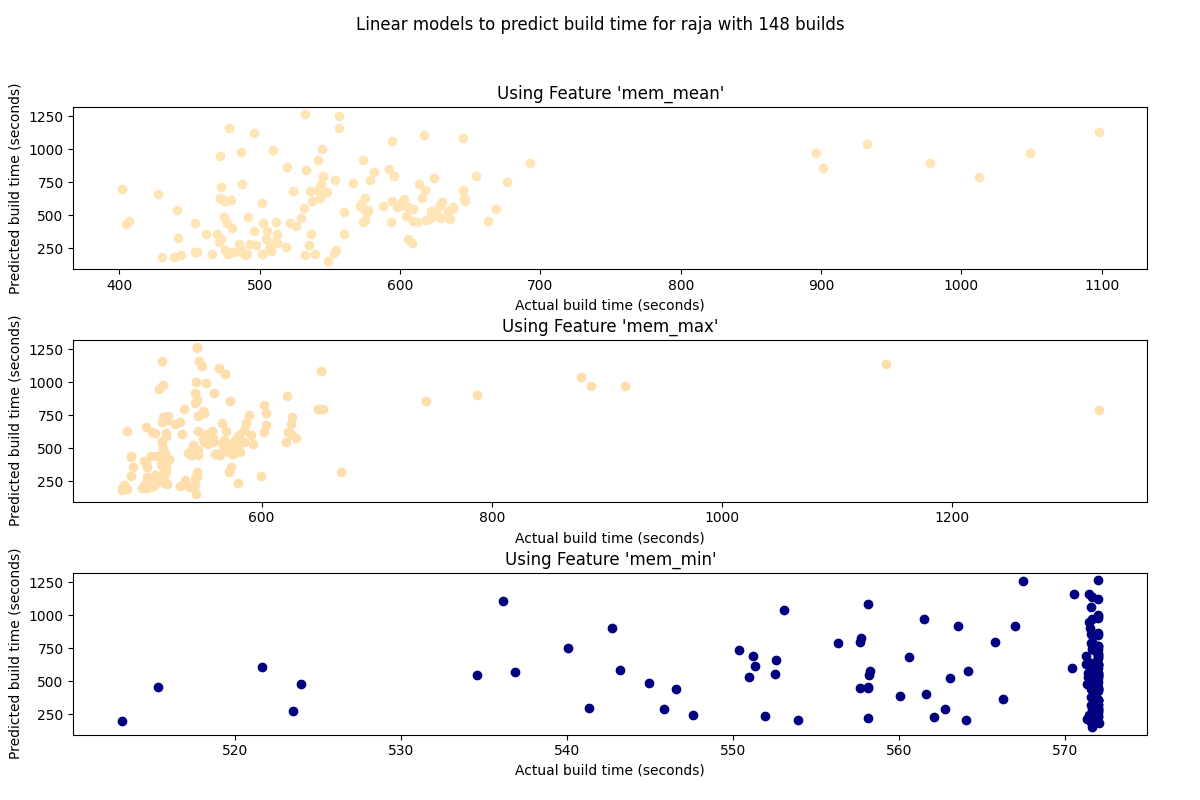 Linear models to predict build time for raja with 148 builds
Using Feature 'mem_mean'
Predicted build time (seconds)
1250
1000
750
500
250
400 500 600 700 800 900 1000 1100
Actual build time (seconds)
Using Feature 'mem_max'
Predicted build time (seconds)
1250
1000
750
500
250
600 800 1000 1200
Actual build time (seconds)
Using Feature 'mem_min'
Predicted build time (seconds)
1250
1000
750
500
250
520 530 540 550 560 570
Actual build time (seconds)